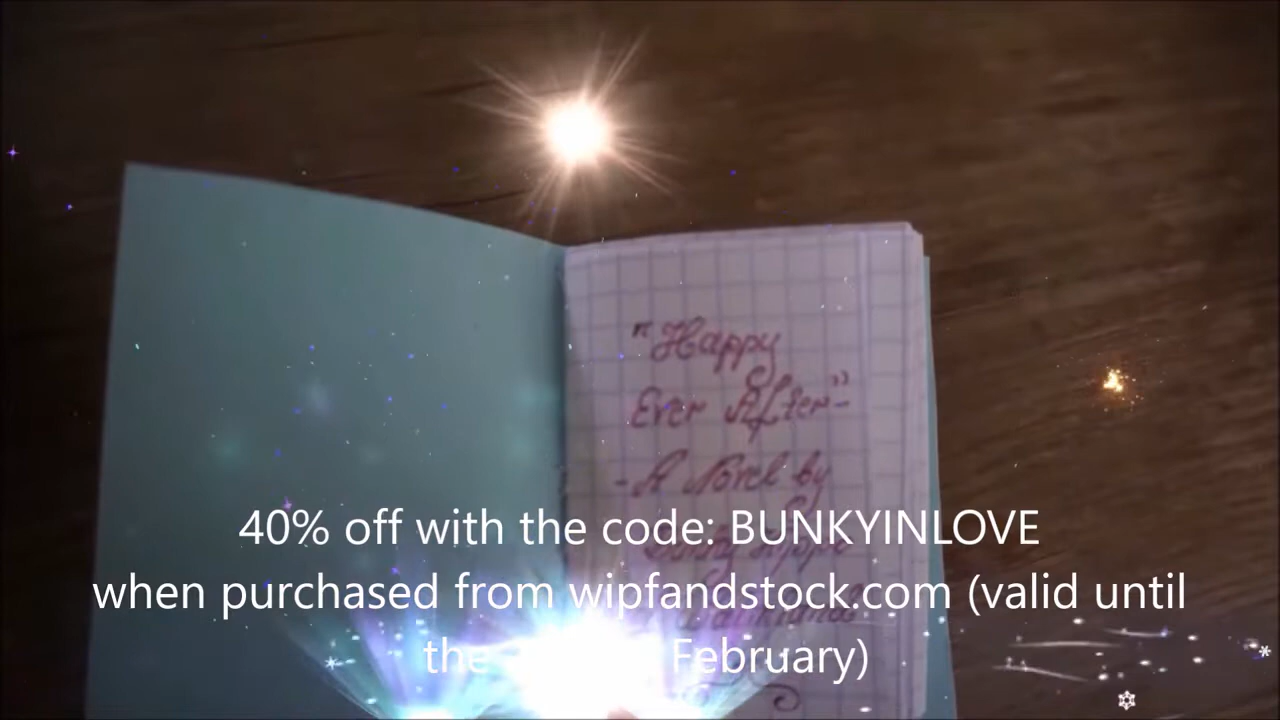 "Happy
Ever After"-
- A Novel by
40% off with the code: BUNKYINLOVE
when purchased from wipfandstock.com (valid until
the February)